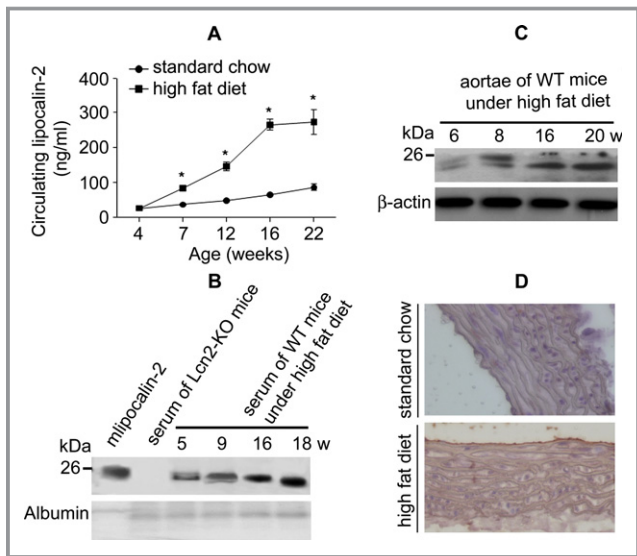 A
standard chow
high fat diet
Circulating lipocalin-2
(ng/ml)
400
300
200
100
0
*
*
*
*
4 7 12 16 22
Age (weeks)
B
mlipocalin-2
serum of Lcn2-KO mice
serum of WT mice
under high fat diet
kDa
5 9 16 18 w
26
Albumin
C
aortae of WT mice
under high fat diet
kDa
6 8 16 20 w
26
β-actin
D
standard chow
high fat diet